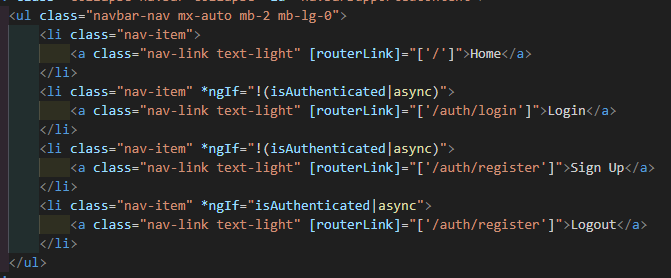 <ul class="navbar-nav mx-auto mb-2 mb-lg-0">
<li class="nav-item">
<a class="nav-link text-light" [routerLink]="['/']">Home</a>
</li>
<li class="nav-item" *ngIf="!(isAuthenticated|async)">
<a class="nav-link text-light" [routerLink]="['/auth/login']">Login</a>
</li>
<li class="nav-item" *ngIf="!(isAuthenticated|async)">
<a class="nav-link text-light" [routerLink]="['/auth/register']">Sign Up</a>
</li>
<li class="nav-item" *ngIf="isAuthenticated|async">
<a class="nav-link text-light" [routerLink]="['/auth/register']">Logout</a>
</li>
</ul>